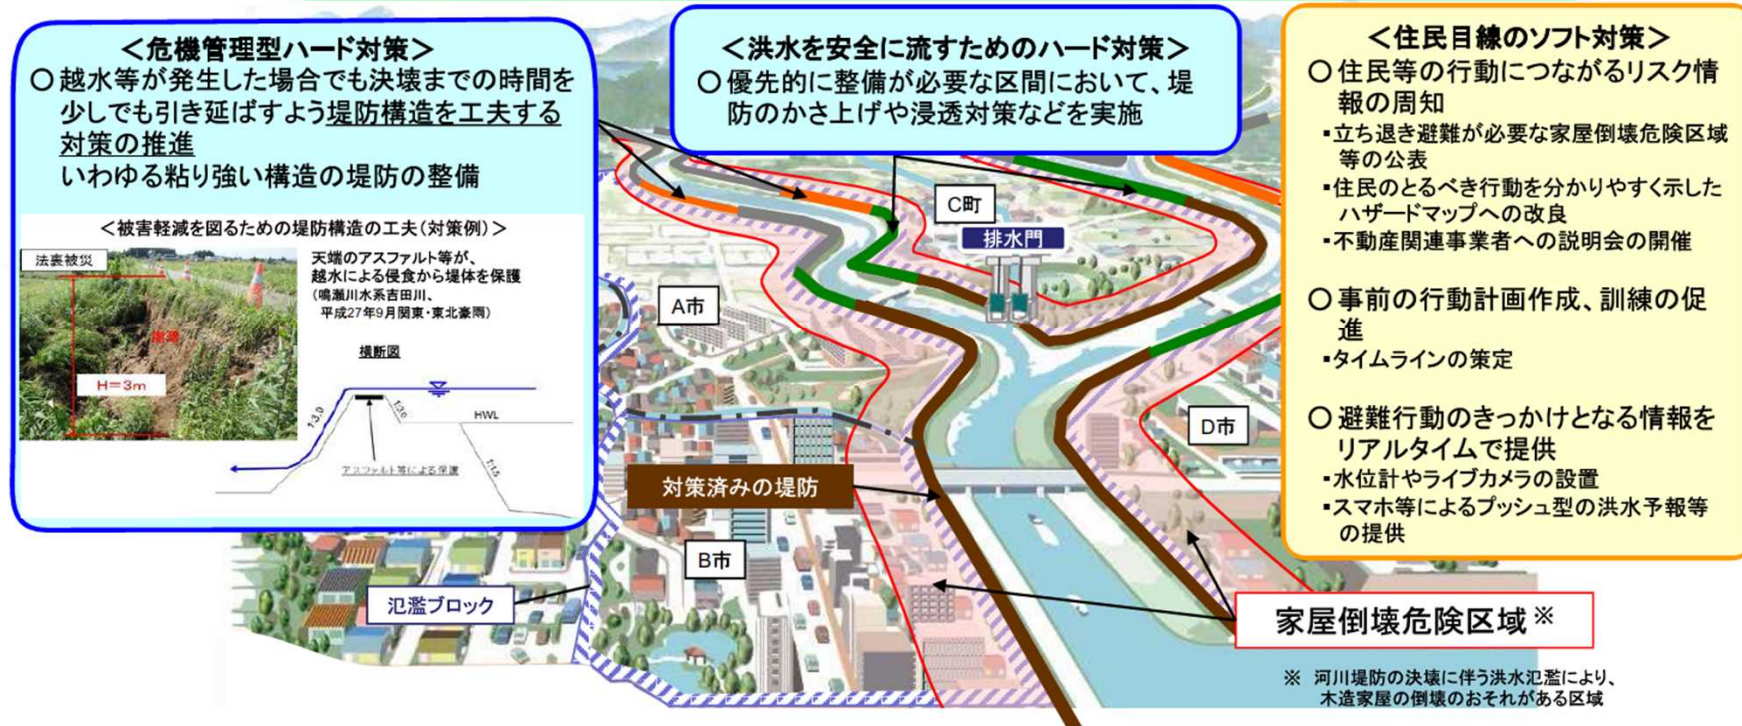 ＜危機管理型ハード対策＞
○ 越水等が発生した場合でも決壊までの時間を
少しでも引き延ばすよう堤防構造を工夫する
対策の推進
いわゆる粘り強い構造の堤防の整備
＜被害軽減を図るための堤防構造の工夫（対策例）＞
法裏被災
崩壊
H＝3m
天端のアスファルト等が、
越水による侵食から堤体を保護
（鳴瀬川水系吉田川、
平成27年9月関東・東北豪雨）
横断図
1:3.0
1:3.0
HWL
1:1.5
アスファルト等による保護
＜洪水を安全に流すためのハード対策＞
○ 優先的に整備が必要な区間において、堤
防のかさ上げや浸透対策などを実施
C町
排水門
A市
D市
対策済みの堤防
B市
氾濫ブロック
家屋倒壊危険区域※
※ 河川堤防の決壊に伴う洪水氾濫により、
木造家屋の倒壊のおそれがある区域
＜住民目線のソフト対策＞
○ 住民等の行動につながるリスク情
報の周知
▪立ち退き避難が必要な家屋倒壊危険区域
等の公表
▪住民のとるべき行動を分かりやすく示した
ハザードマップへの改良
▪不動産関連事業者への説明会の開催
○ 事前の行動計画作成、訓練の促
進
▪タイムラインの策定
○ 避難行動のきっかけとなる情報を
リアルタイムで提供
▪水位計やライブカメラの設置
▪スマホ等によるプッシュ型の洪水予報等
の提供